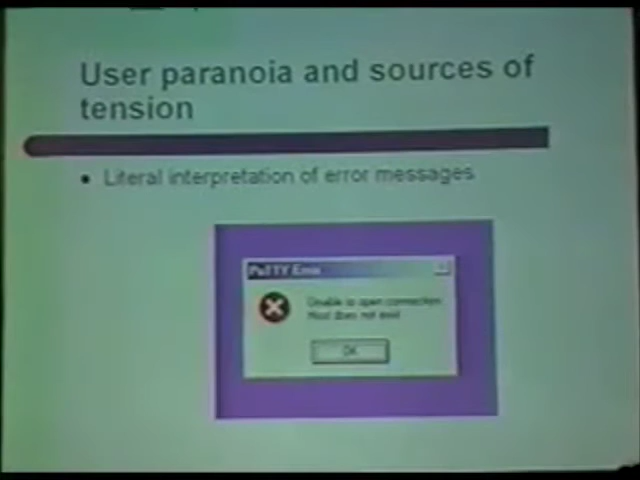 User paranoia and sources of
tension
• Literal interpretation of error messages
PuTTY Error
Unable to open connection
Host does not exist
OK